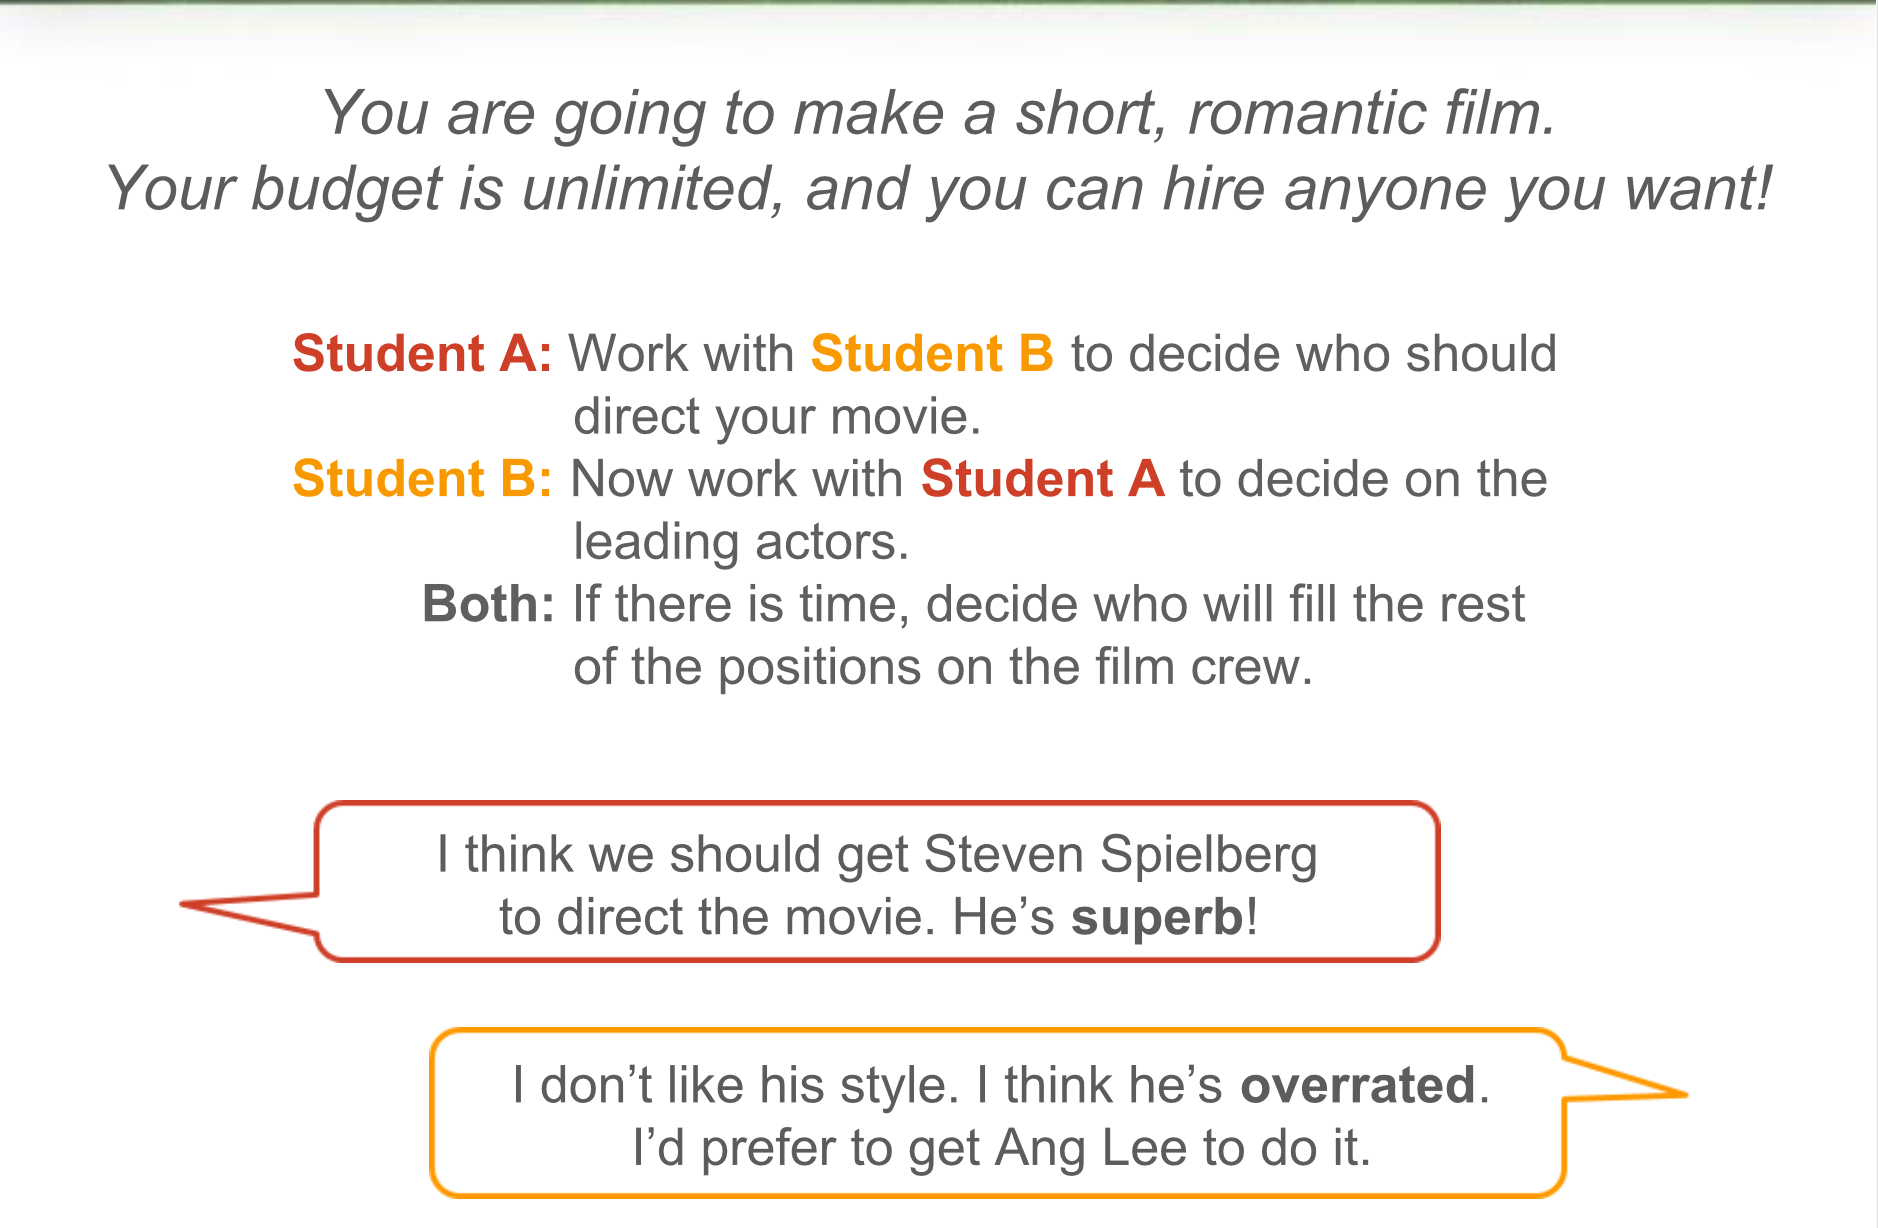 You are going to make a short, romantic film.
Your budget is unlimited, and you can hire anyone you want!
Student A: Work with Student B to decide who should
direct your movie.
Student B: Now work with Student A to decide on the
leading actors.
Both: If there is time, decide who will fill the rest
of the positions on the film crew.
I think we should get Steven Spielberg
to direct the movie. He’s superb!
I don’t like his style. I think he’s overrated.
I’d prefer to get Ang Lee to do it.